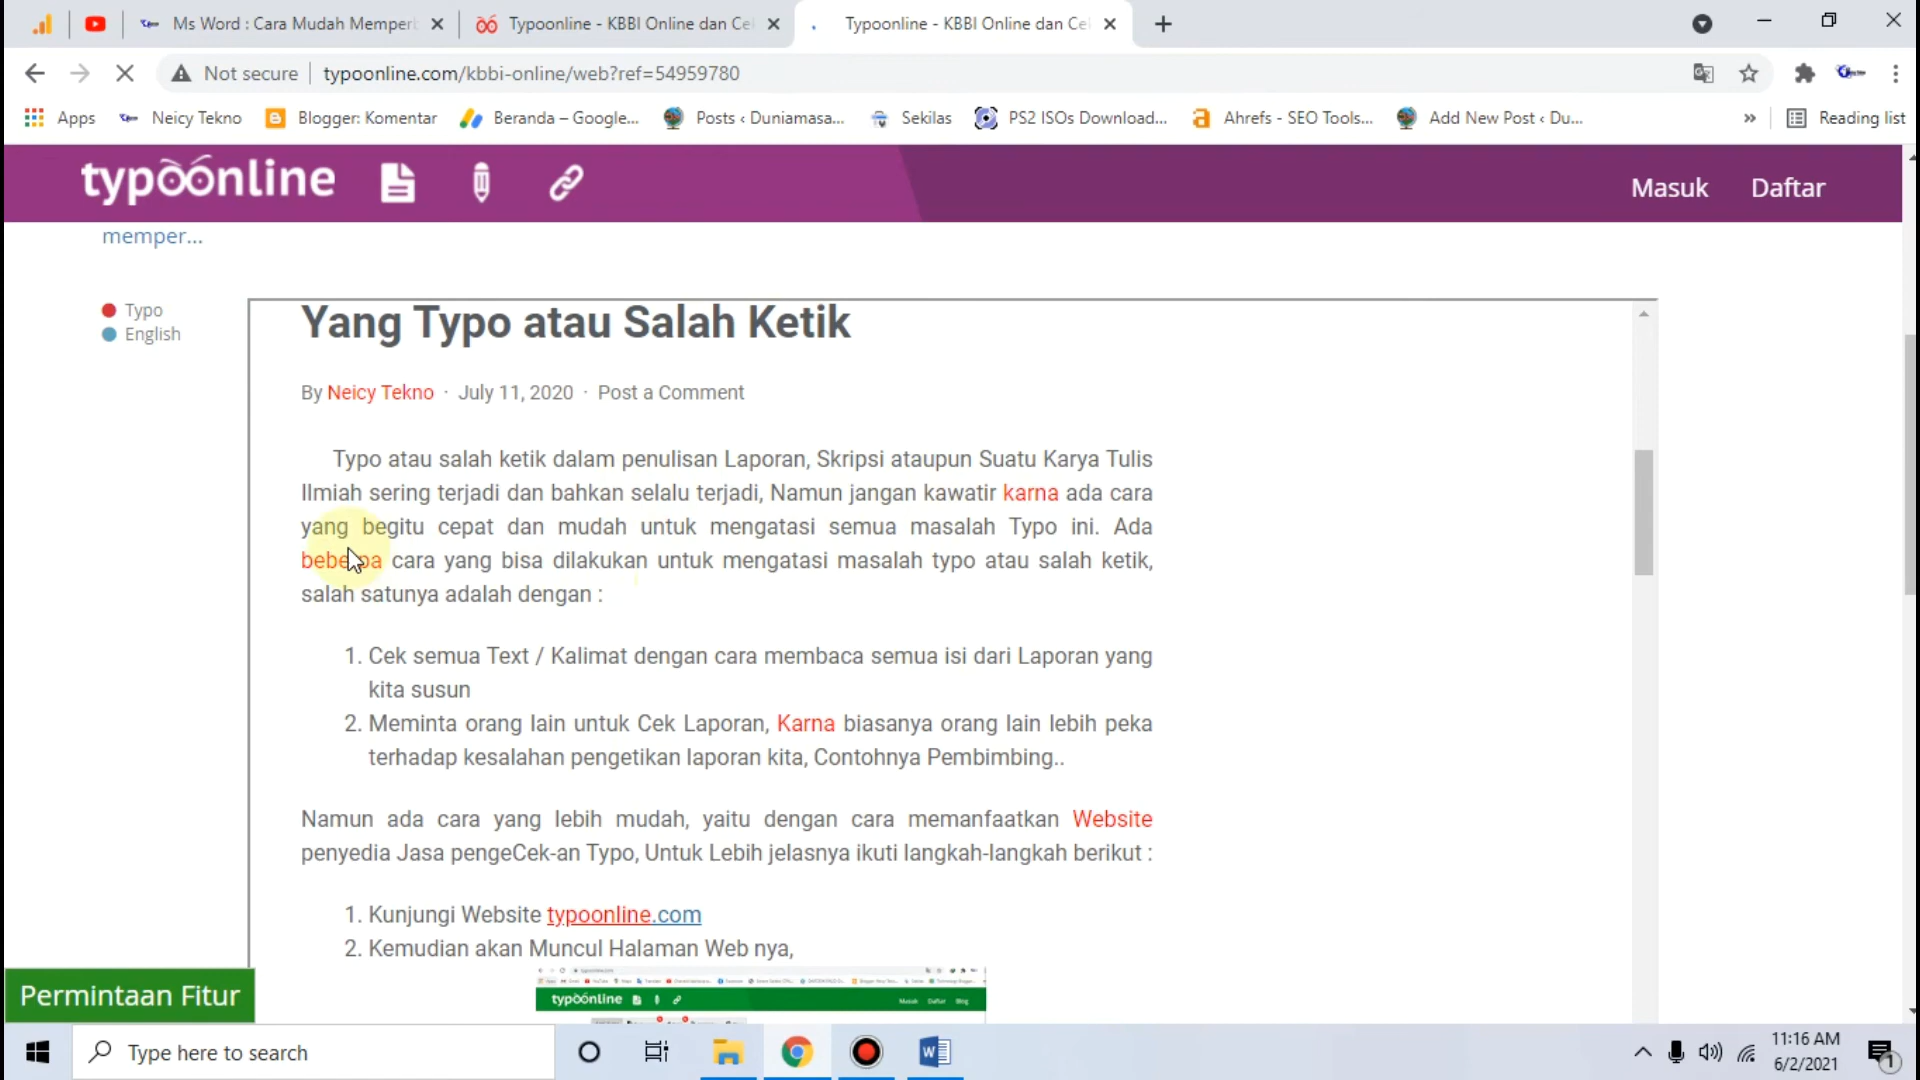 Ms Word : Cara Mudah Memper
Typoonline - KBBI Online dan Ce
Typoonline - KBBI Online dan Ce
Not secure
typoonline.com/kbbi-online/web?ref=54959780
Apps
Neicy Tekno
Blogger: Komentar
Beranda – Google...
Posts ‹ Duniamasa...
Sekilas
PS2 ISOs Download...
Ahrefs - SEO Tools...
Add New Post ‹ Du...
»
Reading list
typoonline
Masuk
Daftar
memper...
Typo
English
Yang Typo atau Salah Ketik
By Neicy Tekno · July 11, 2020 · Post a Comment
Typo atau salah ketik dalam penulisan Laporan, Skripsi ataupun Suatu Karya Tulis
Ilmiah sering terjadi dan bahkan selalu terjadi, Namun jangan kawatir karna ada cara
yang begitu cepat dan mudah untuk mengatasi semua masalah Typo ini. Ada
beberpa cara yang bisa dilakukan untuk mengatasi masalah typo atau salah ketik,
salah satunya adalah dengan :
1. Cek semua Text / Kalimat dengan cara membaca semua isi dari Laporan yang
kita susun
2. Meminta orang lain untuk Cek Laporan, Karna biasanya orang lain lebih peka
terhadap kesalahan pengetikan laporan kita, Contohnya Pembimbing..
Namun ada cara yang lebih mudah, yaitu dengan cara memanfaatkan Website
penyedia Jasa pengeCek-an Typo, Untuk Lebih jelasnya ikuti langkah-langkah berikut :
1. Kunjungi Website typoonline.com
2. Kemudian akan Muncul Halaman Web nya,
typoonline
Masuk Daftar Blog
Permintaan Fitur
Type here to search
11:16 AM
6/2/2021
1